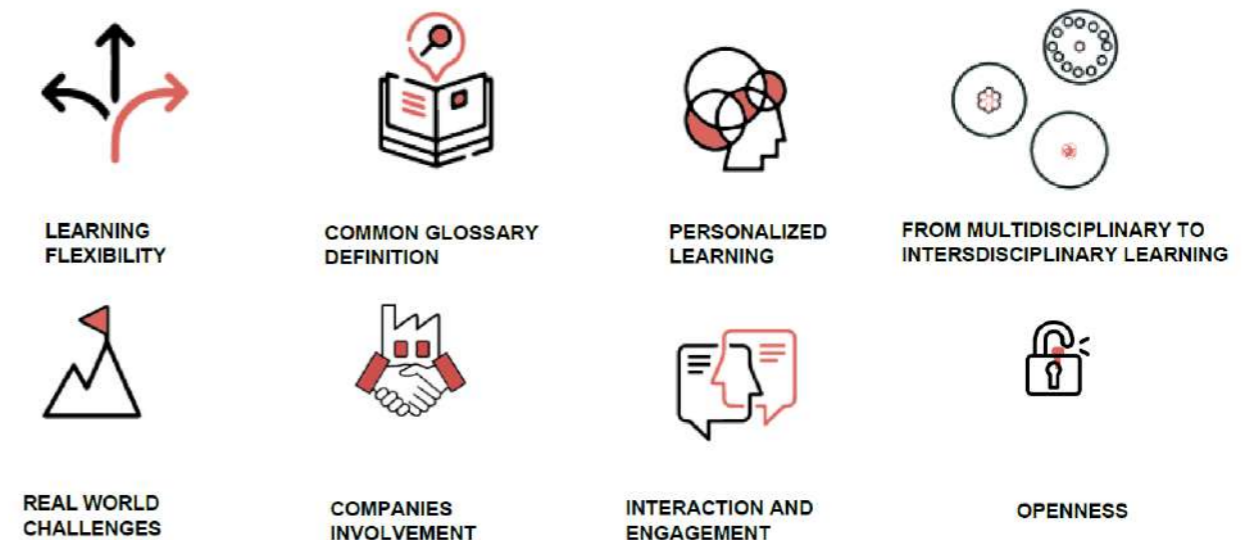 LEARNING
FLEXIBILITY
COMMON GLOSSARY
DEFINITION
PERSONALIZED
LEARNING
FROM MULTIDISCIPLINARY TO
INTERSDISCIPLINARY LEARNING
REAL WORLD
CHALLENGES
COMPANIES
INVOLVEMENT
INTERACTION AND
ENGAGEMENT
OPENNESS